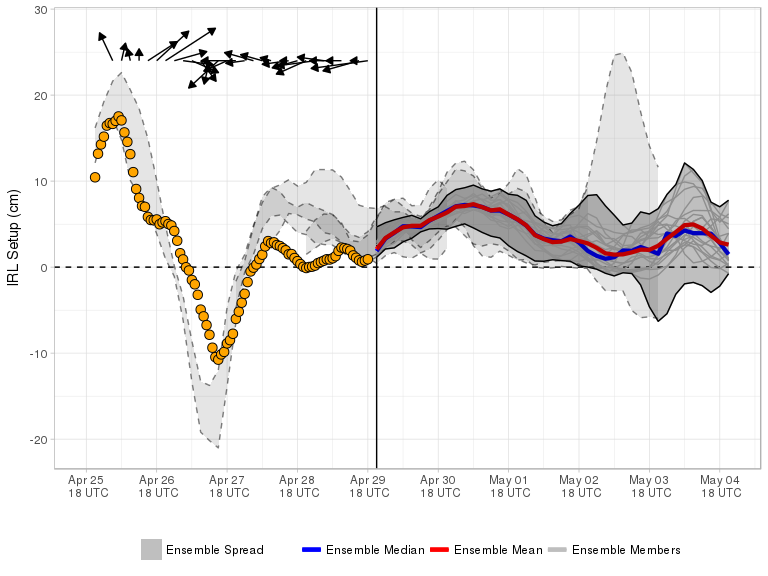 30
20
10
0
-10
-20
IRL Setup (cm)
Apr 25 Apr 26 Apr 27 Apr 28 Apr 29 Apr 30 May 01 May 02 May 03 May 04
18 UTC 18 UTC 18 UTC 18 UTC 18 UTC 18 UTC 18 UTC 18 UTC 18 UTC 18 UTC
Ensemble Spread Ensemble Median Ensemble Mean Ensemble Members